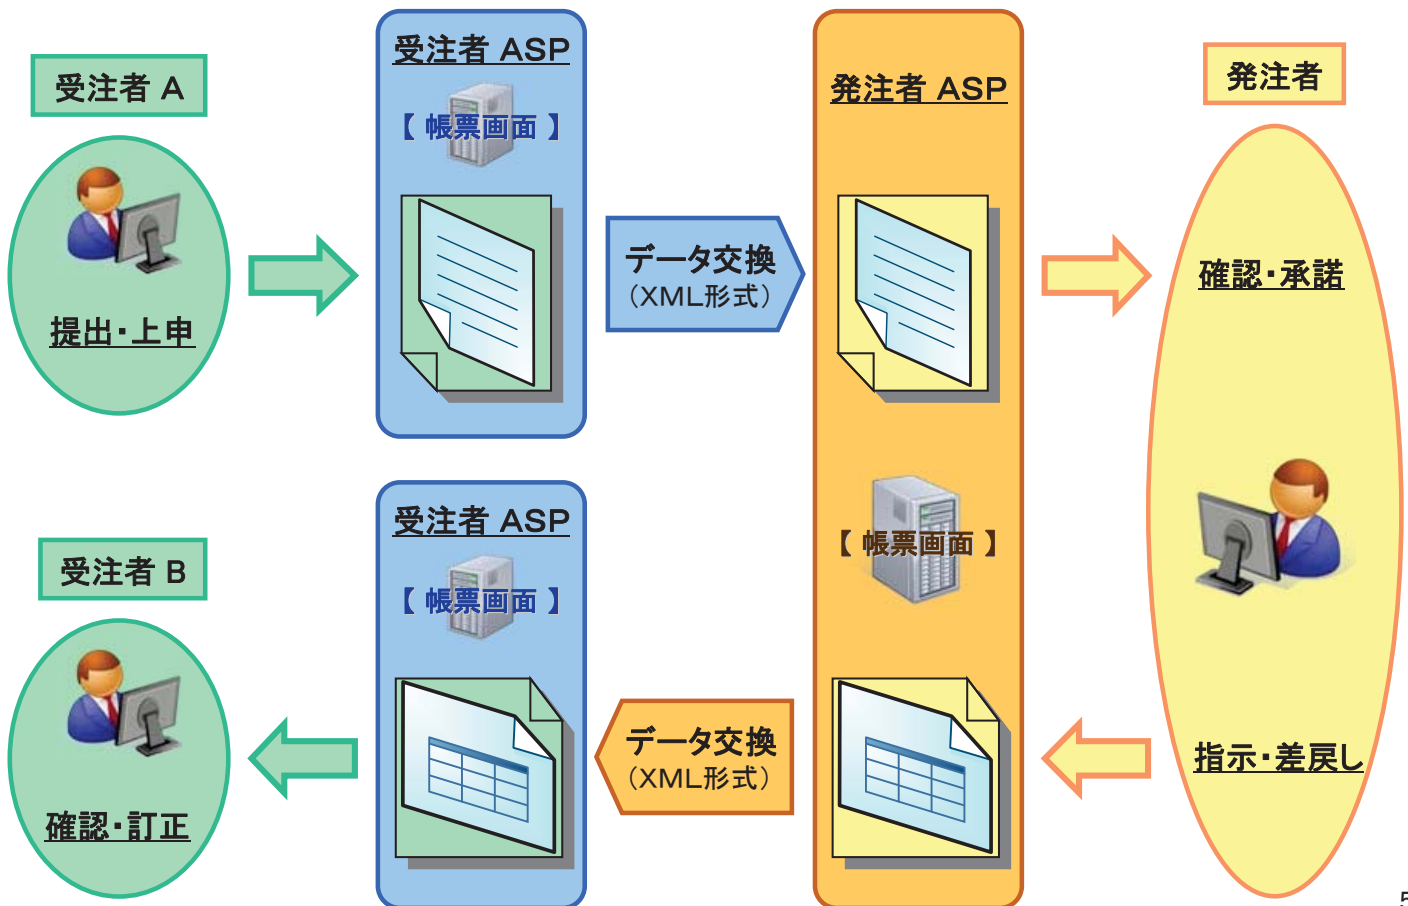 受注者 A
提出・上申
受注者 ASP
【 帳票画面 】
データ交換
（XML形式）
発注者 ASP
発注者
確認・承諾
受注者 B
確認・訂正
受注者 ASP
【 帳票画面 】
データ交換
（XML形式）
【 帳票画面 】
指示・差戻し